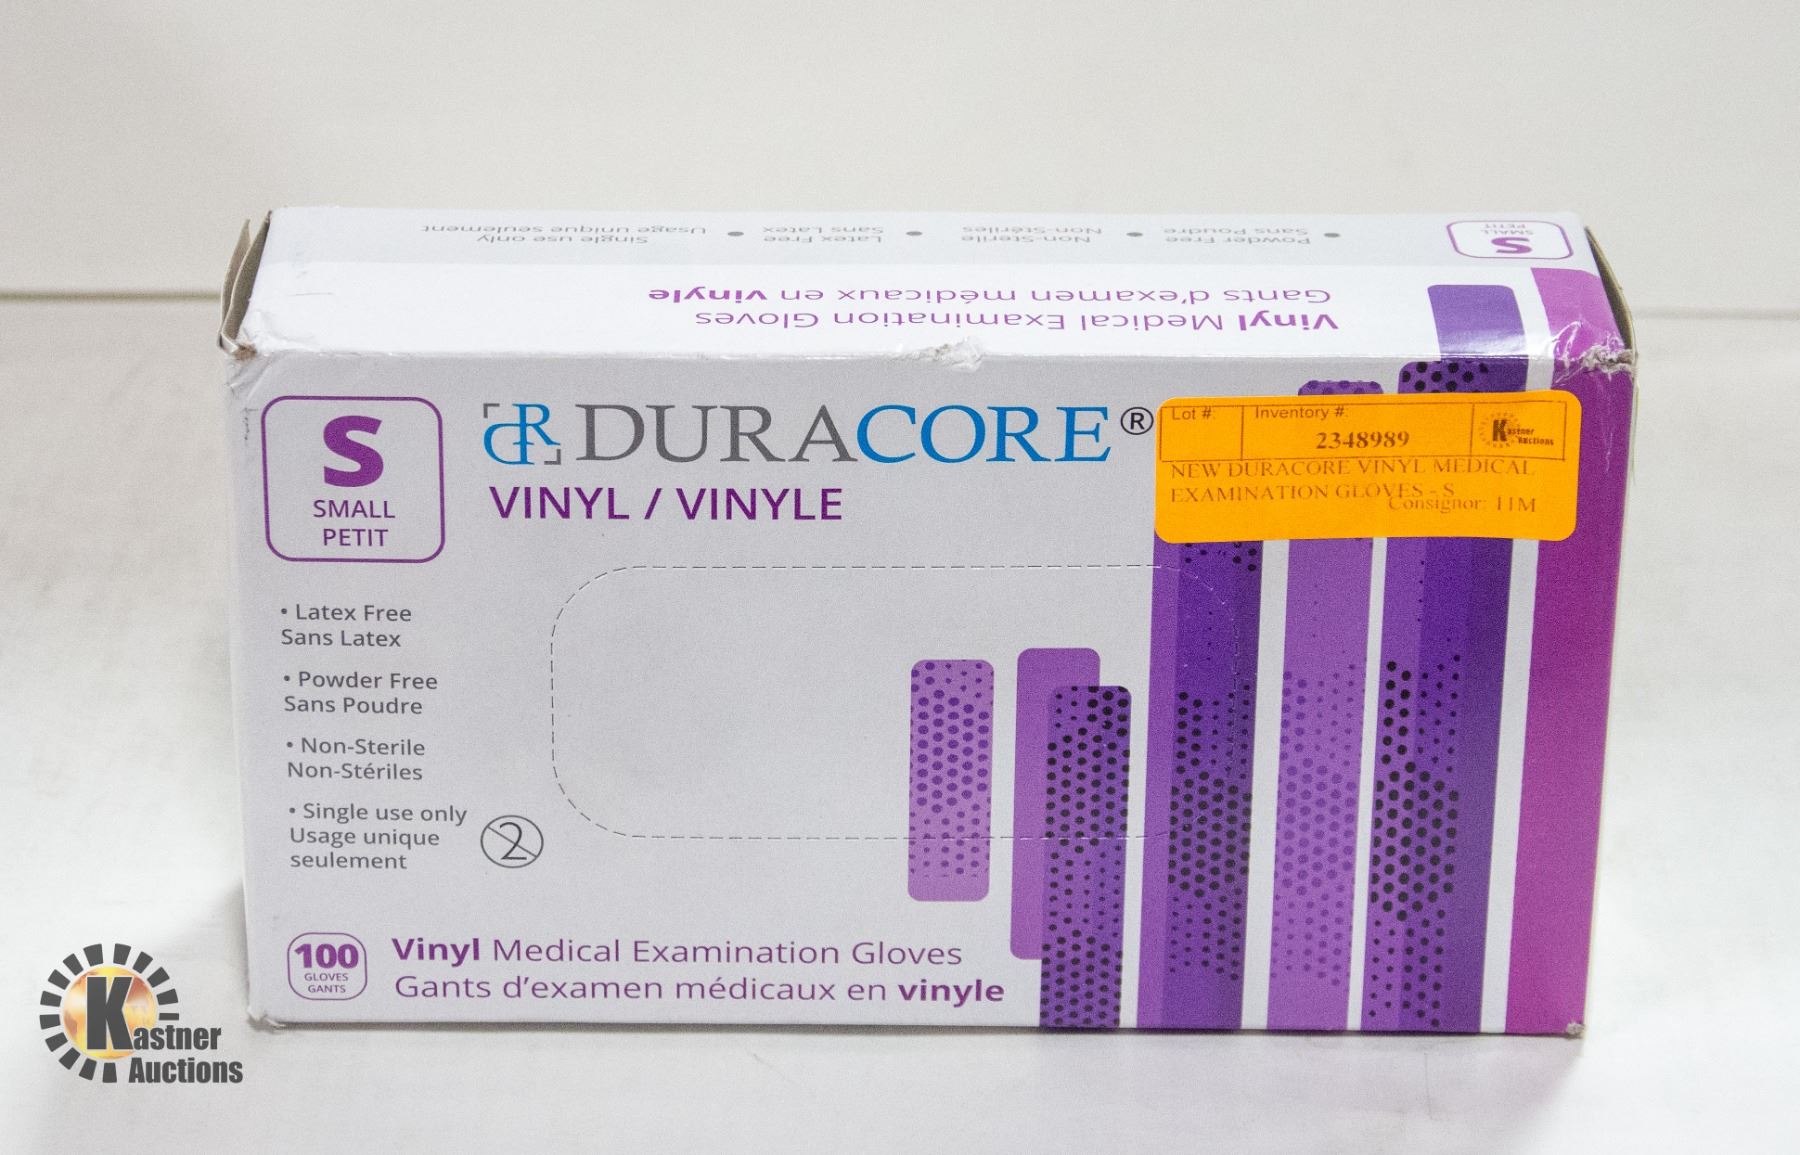 Single use only
Usage unique seulement
•
Latex Free
Sans Latex
•
Non-Sterile
Non-Stériles
•
Powder Free
Sans Poudre
•
S
SMALL
PETIT
Vinyl Medical Examination Gloves
Gants d'examen médicaux en vinyle
S
SMALL
PETIT
dR DURACORE®
VINYL / VINYLE
Lot #:
Inventory #:
2348989
Kastner
Auctions
NEW DURACORE VINYL MEDICAL
EXAMINATION GLOVES - S
Consignor:
• Latex Free
Sans Latex
• Powder Free
Sans Poudre
• Non-Sterile
Non-Stériles
• Single use only
Usage unique
seulement
2
100
GLOVES
GANTS
Vinyl Medical Examination Gloves
Gants d'examen médicaux en vinyle
Kastner
Auctions